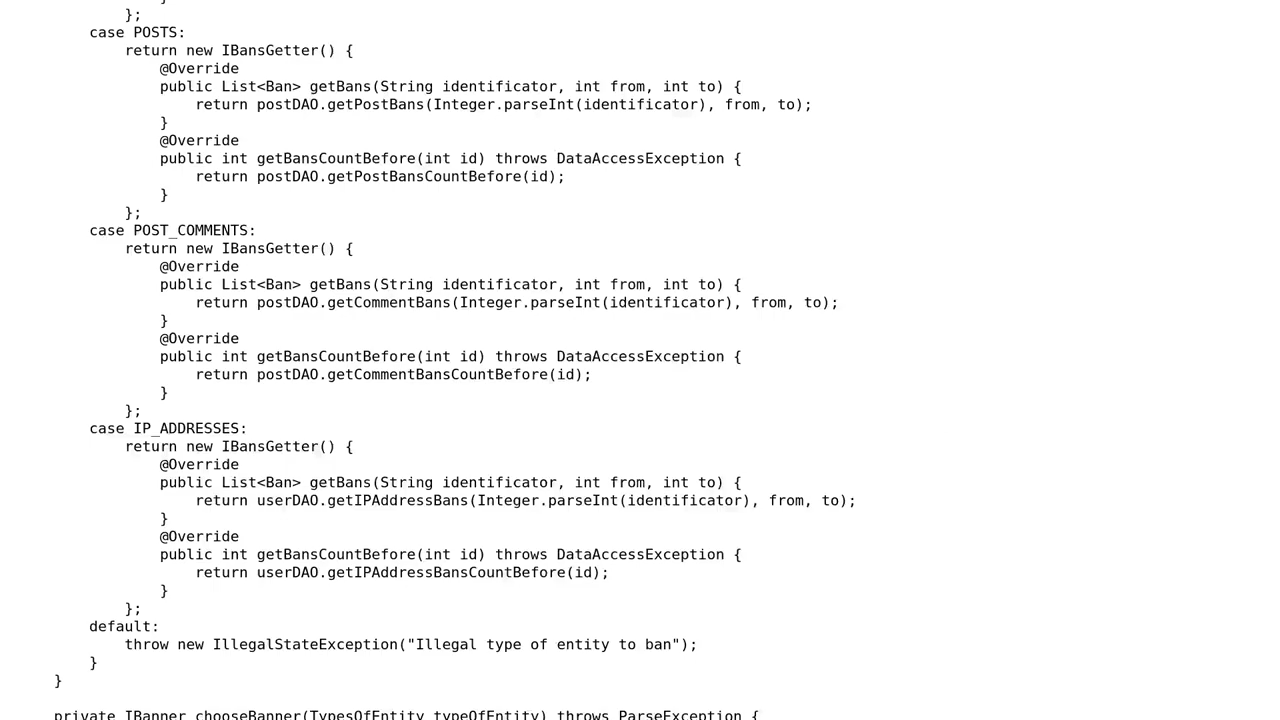 };
case POSTS:
return new IBansGetter() {
@Override
public List<Ban> getBans(String identificator, int from, int to) {
return postDAO.getPostBans(Integer.parseInt(identificator), from, to);
}
@Override
public int getBansCountBefore(int id) throws DataAccessException {
return postDAO.getPostBansCountBefore(id);
}
};
case POST_COMMENTS:
return new IBansGetter() {
@Override
public List<Ban> getBans(String identificator, int from, int to) {
return postDAO.getCommentBans(Integer.parseInt(identificator), from, to);
}
@Override
public int getBansCountBefore(int id) throws DataAccessException {
return postDAO.getCommentBansCountBefore(id);
}
};
case IP_ADDRESSES:
return new IBansGetter() {
@Override
public List<Ban> getBans(String identificator, int from, int to) {
return userDAO.getIPAddressBans(Integer.parseInt(identificator), from, to);
}
@Override
public int getBansCountBefore(int id) throws DataAccessException {
return userDAO.getIPAddressBansCountBefore(id);
}
};
default:
throw new IllegalStateException("Illegal type of entity to ban");
}
}
private IBanner chooseBanner(TypesOfEntity typeOfEntity) throws ParseException {